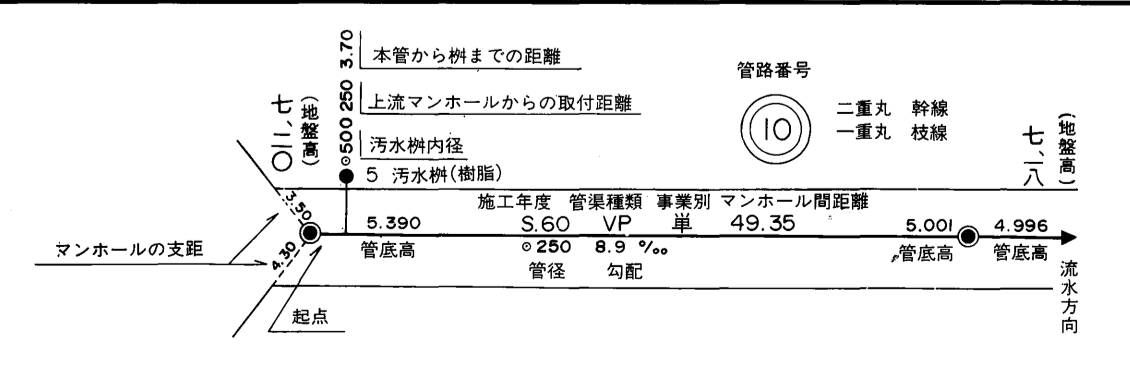 3.70
本管から桝までの距離
250
上流マンホールからの取付距離
⊙500
汚水桝内径
5 汚水桝(樹脂)
七、〇一一
(地盤高)
管路番号
10
二重丸 幹線
一重丸 枝線
七、一八
(地盤高)
施工年度 管渠種類 事業別 マンホール間距離
3.50
5.390
S.60 VP 単 49.35
5.001
4.996
マンホールの支距
4.30
管底高
⊙250 8.9 ‰
管底高
管底高
管径 勾配
流水方向
起点